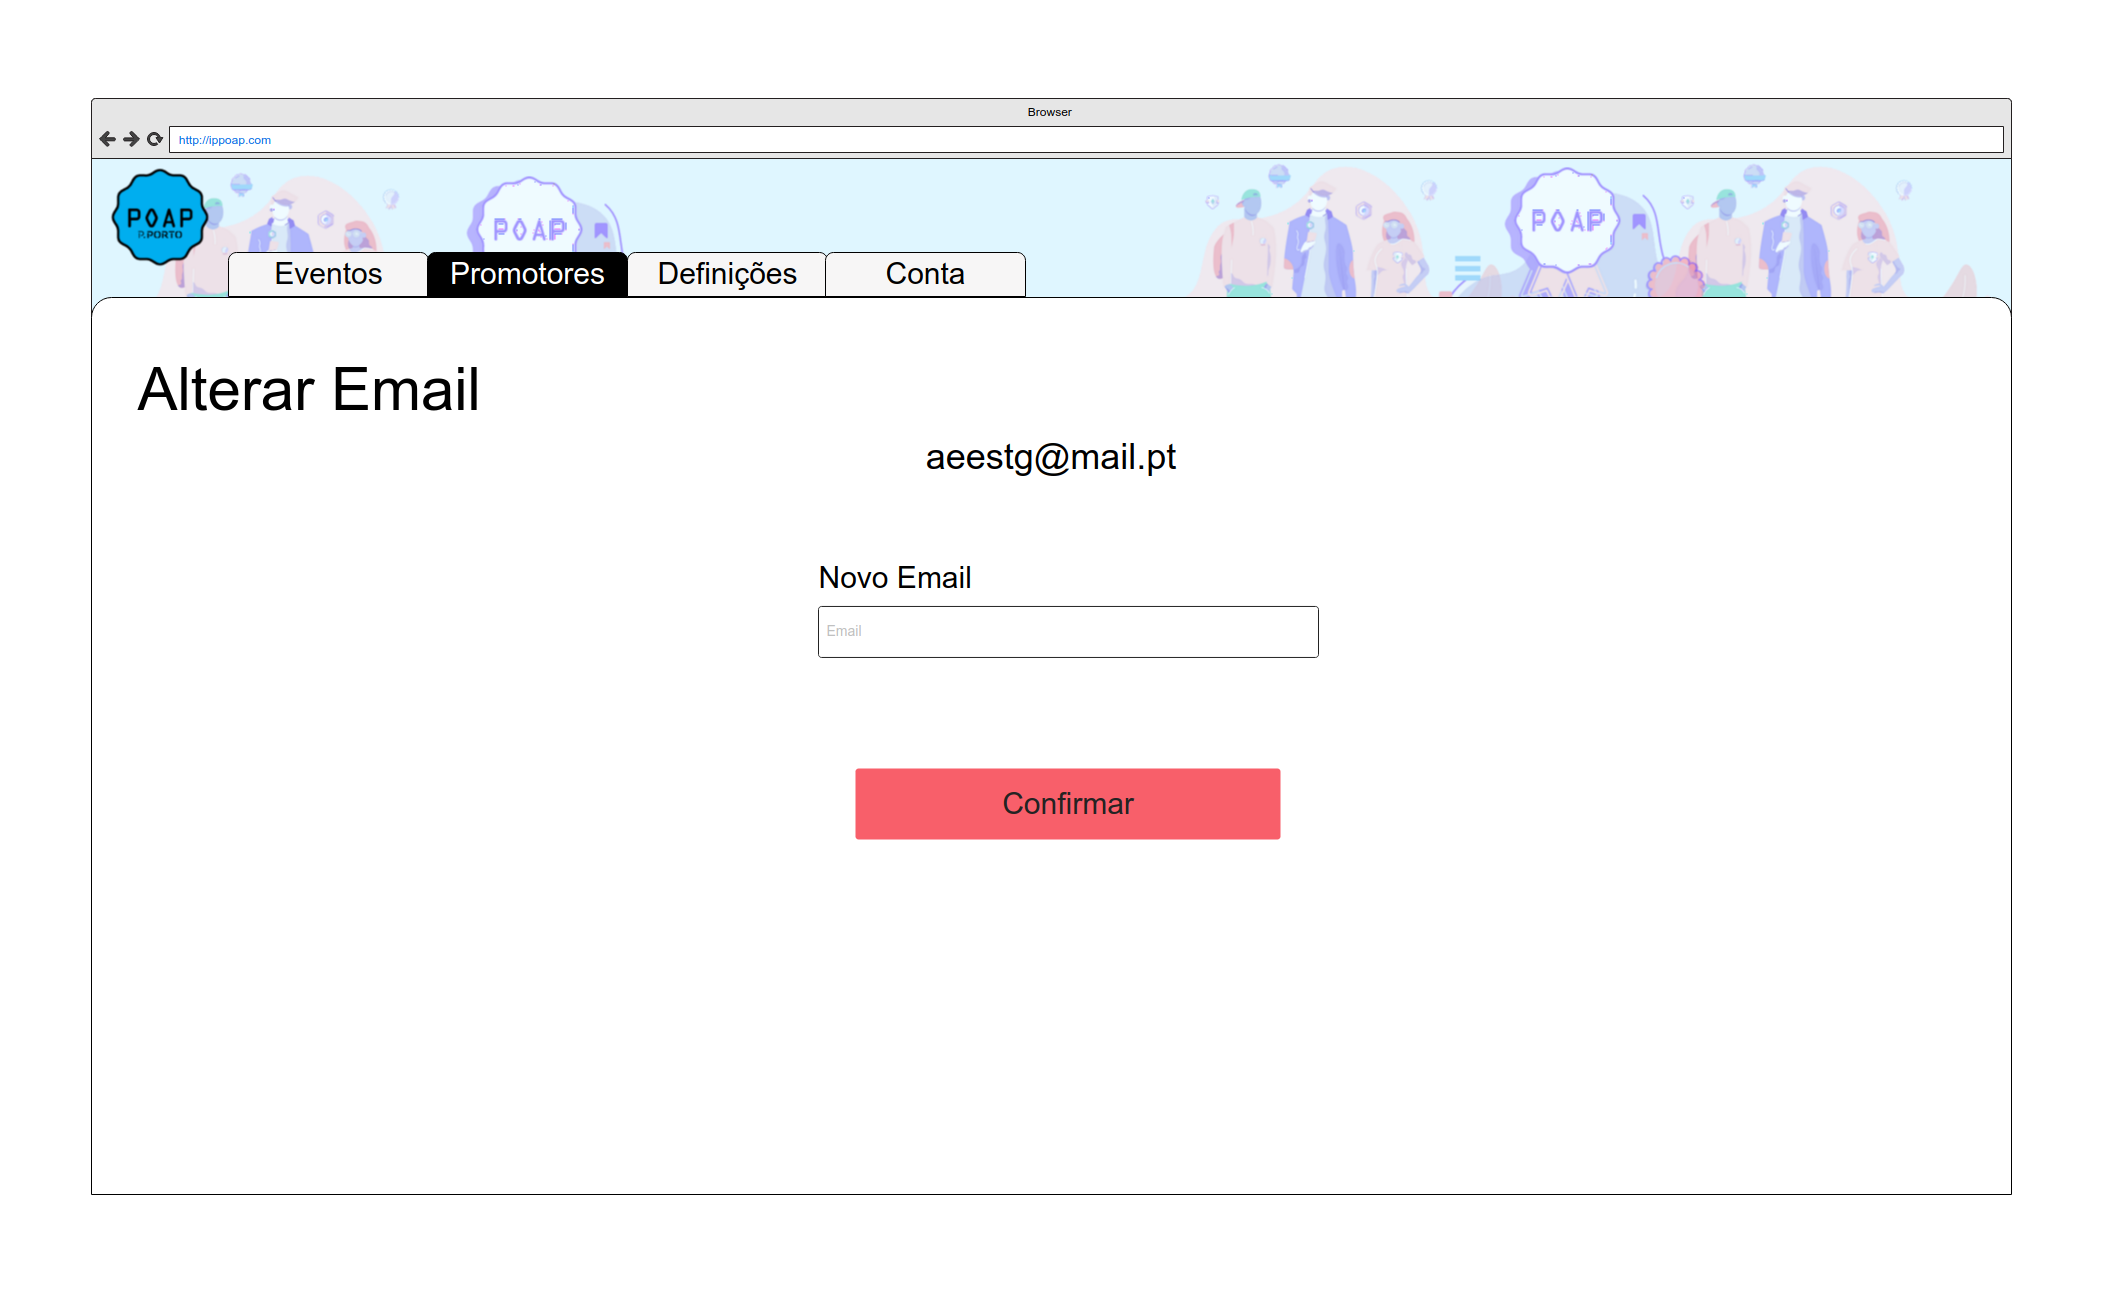 Browser
http://ippoap.com
POAP
P.PORTO
POAP
POAP
Eventos
Promotores
Definições
Conta
Alterar Email
aeestg@mail.pt
Novo Email
Email
Confirmar